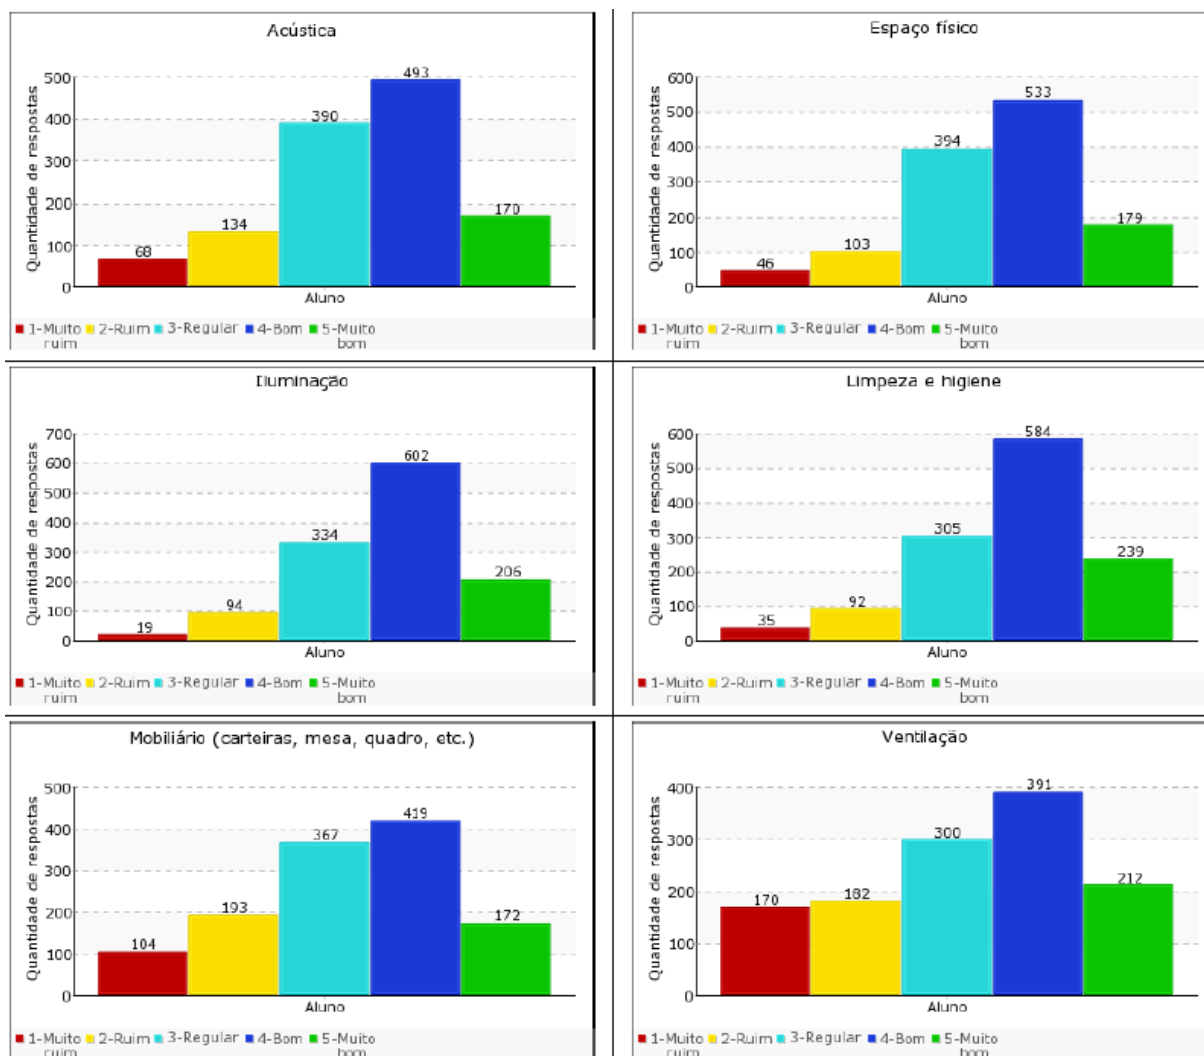 Acústica
Quantidade de respostas
500
400
300
200
100
0
68
134
390
493
170
Aluno
1-Muito ruim 2-Ruim 3-Regular 4-Bom 5-Muito bom
Espaço físico
Quantidade de respostas
600
500
400
300
200
100
0
46
103
394
533
179
Aluno
1-Muito ruim 2-Ruim 3-Regular 4-Bom 5-Muito bom
Iluminação
Quantidade de respostas
700
600
500
400
300
200
100
0
19
94
334
602
206
Aluno
1-Muito ruim 2-Ruim 3-Regular 4-Bom 5-Muito bom
Limpeza e higiene
Quantidade de respostas
600
500
400
300
200
100
0
35
92
305
584
239
Aluno
1-Muito ruim 2-Ruim 3-Regular 4-Bom 5-Muito bom
Mobiliário (carteiras, mesa, quadro, etc.)
Quantidade de respostas
500
400
300
200
100
0
104
193
367
419
172
Aluno
1-Muito ruim 2-Ruim 3-Regular 4-Bom 5-Muito bom
Ventilação
Quantidade de respostas
400
300
200
100
0
170
182
300
391
212
Aluno
1-Muito ruim 2-Ruim 3-Regular 4-Bom 5-Muito bom